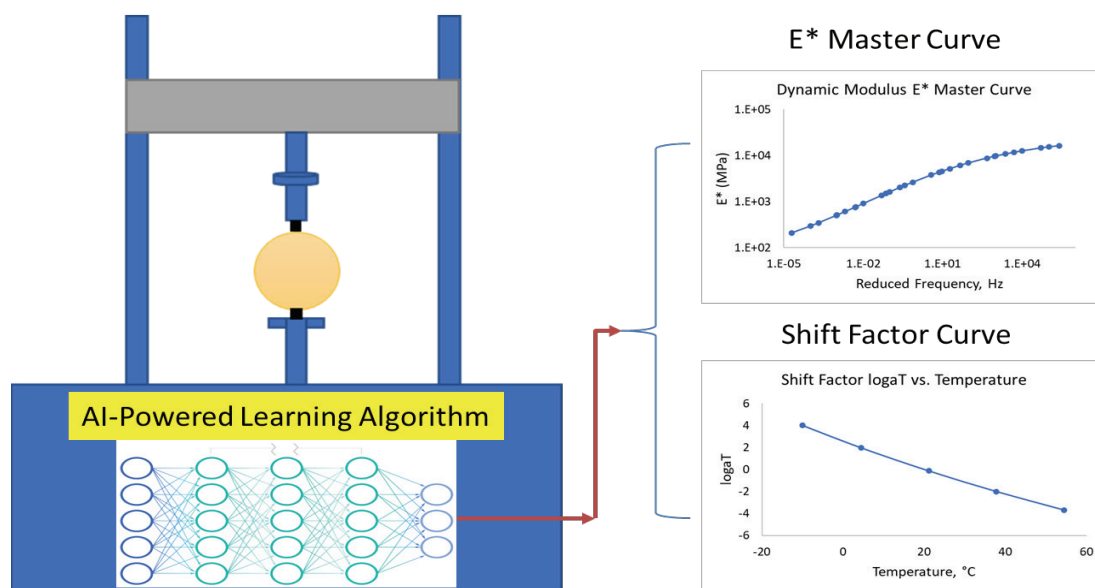 AI-Powered Learning Algorithm
E* Master Curve
Dynamic Modulus E* Master Curve
1.E+05
1.E+04
1.E+03
1.E+02
E* (MPa)
1.E-05
1.E-02
1.E+01
1.E+04
Reduced Frequency, Hz
Shift Factor Curve
Shift Factor logaT vs. Temperature
6
4
2
0
-2
-4
-6
logaT
-20
0
20
40
60
Temperature, °C